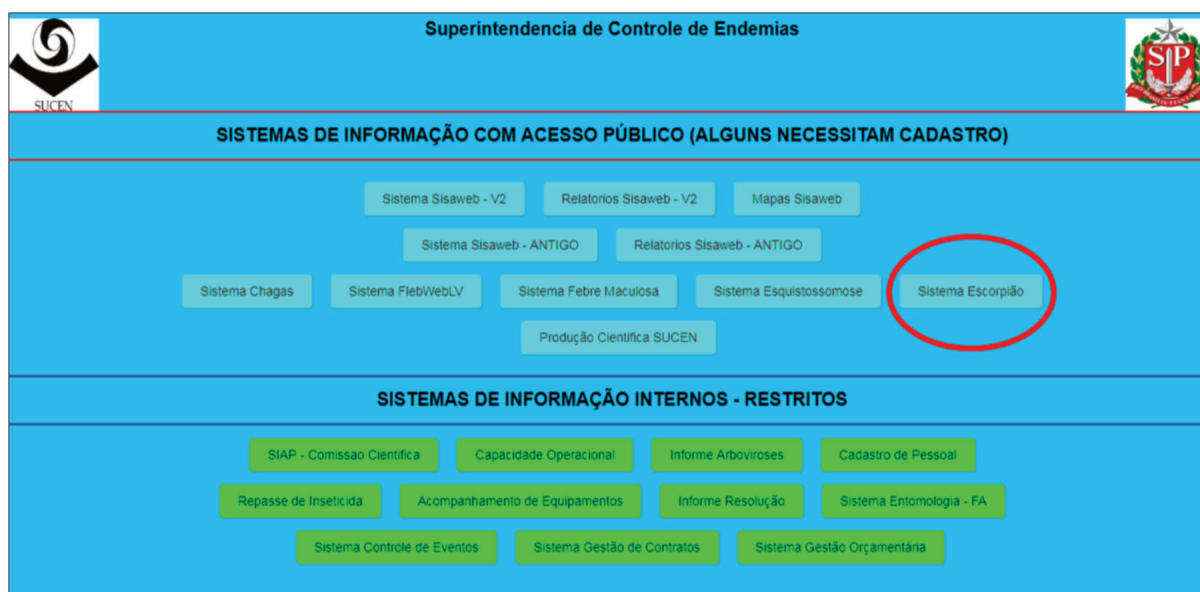 Superintendencia de Controle de Endemias
SUCEN
SP
SISTEMAS DE INFORMAÇÃO COM ACESSO PÚBLICO (ALGUNS NECESSITAM CADASTRO)
Sistema Sisaweb - V2 Relatorios Sisaweb - V2 Mapas Sisaweb
Sistema Sisaweb - ANTIGO Relatorios Sisaweb - ANTIGO
Sistema Chagas Sistema FlebWebLV Sistema Febre Maculosa Sistema Esquistossomose Sistema Escorpião
Produção Cientifica SUCEN
SISTEMAS DE INFORMAÇÃO INTERNOS - RESTRITOS
SIAP - Comissao Cientifica Capacidade Operacional Informe Arboviroses Cadastro de Pessoal
Repasse de Inseticida Acompanhamento de Equipamentos Informe Resolução Sistema Entomologia - FA
Sistema Controle de Eventos Sistema Gestão de Contratos Sistema Gestão Orçamentária